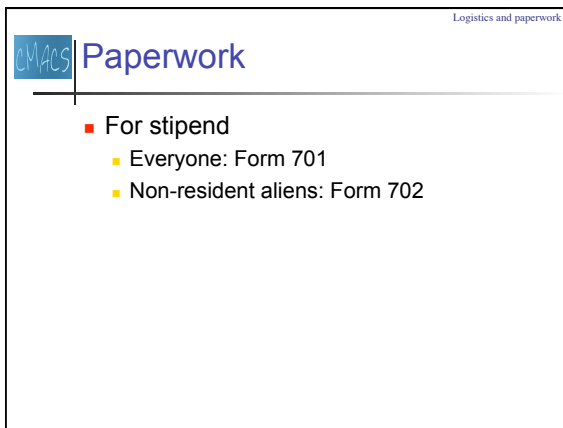 Logistics and paperwork
CMACS
Paperwork
For stipend
Everyone: Form 701
Non-resident aliens: Form 702